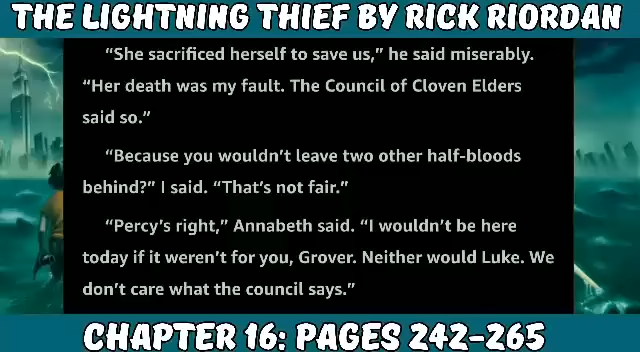 THE LIGHTNING THIEF BY RICK RIORDAN
“She sacrificed herself to save us,” he said miserably.
“Her death was my fault. The Council of Cloven Elders
said so.”
“Because you wouldn’t leave two other half-bloods
behind?” I said. “That’s not fair.”
“Percy’s right,” Annabeth said. “I wouldn’t be here
today if it weren’t for you, Grover. Neither would Luke. We
don’t care what the council says.”
CHAPTER 16: PAGES 242-265